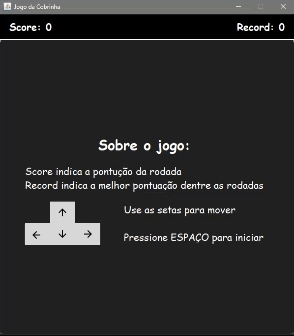 Jogo da Cobrinha
Score: 0 Record: 0
Sobre o jogo:
Score indica a pontução da rodada
Record indica a melhor pontuação dentre as rodadas
Use as setas para mover
Pressione ESPAÇO para iniciar